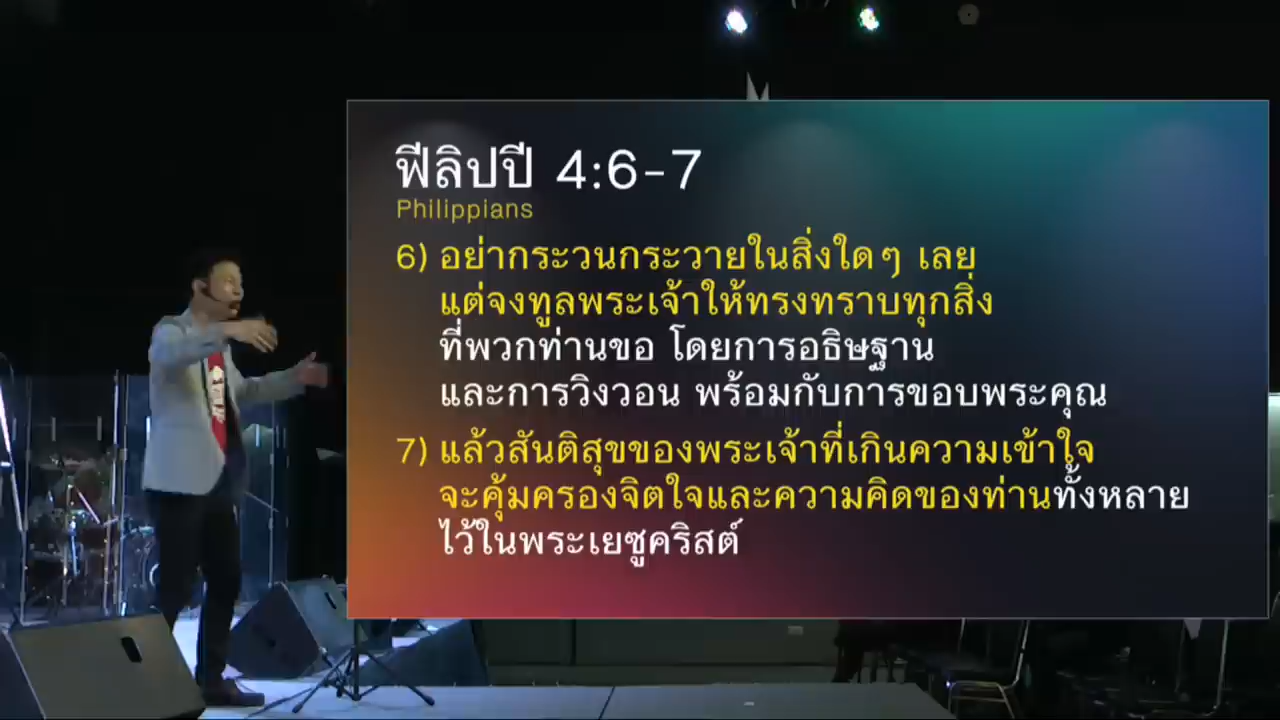 ฟีลิปปี 4:6-7
Philippians
6) อย่ากระวนกระวายในสิ่งใดๆ เลย
แต่จงทูลพระเจ้าให้ทรงทราบทุกสิ่ง
ที่พวกท่านขอ โดยการอธิษฐาน
และการวิงวอน พร้อมกับการขอบพระคุณ
7) แล้วสันติสุขของพระเจ้าที่เกินความเข้าใจ
จะคุ้มครองจิตใจและความคิดของท่านทั้งหลาย
ไว้ในพระเยซูคริสต์